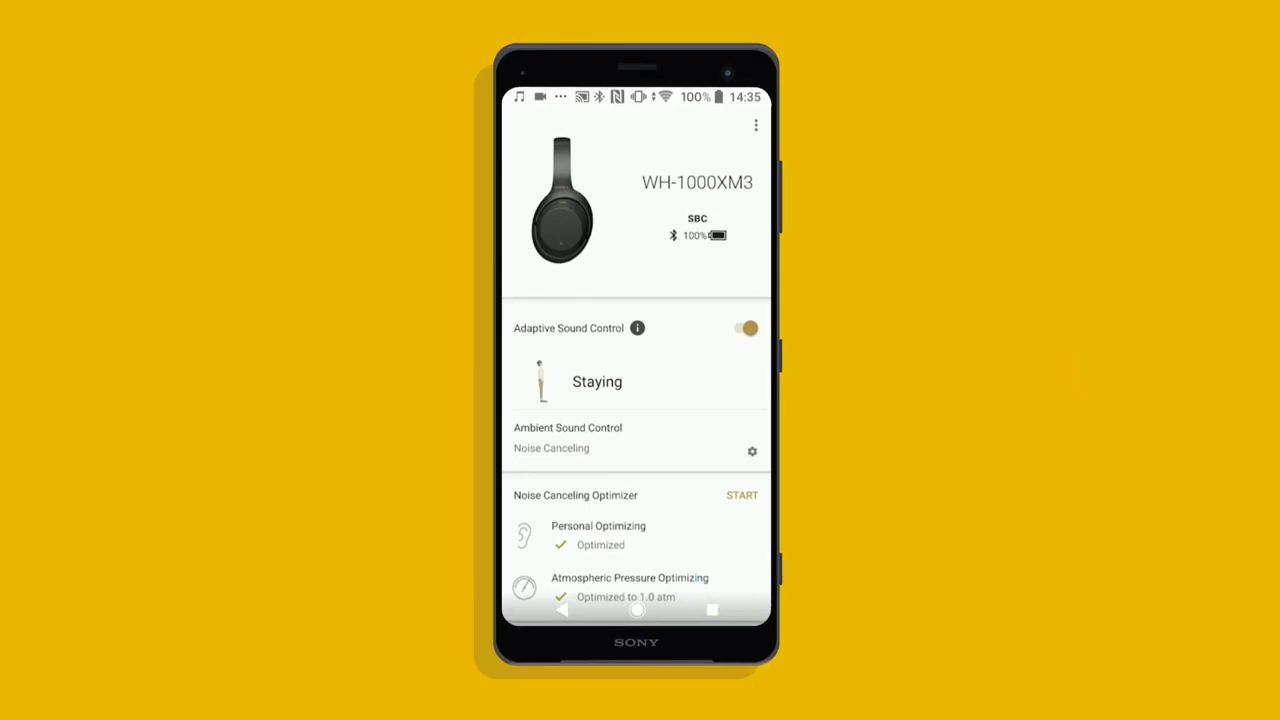 100% 14:35
WH-1000XM3
SBC
100%
Adaptive Sound Control
Staying
Ambient Sound Control
Noise Canceling
Noise Canceling Optimizer START
Personal Optimizing
Optimized
Atmospheric Pressure Optimizing
Optimized to 1.0 atm
SONY